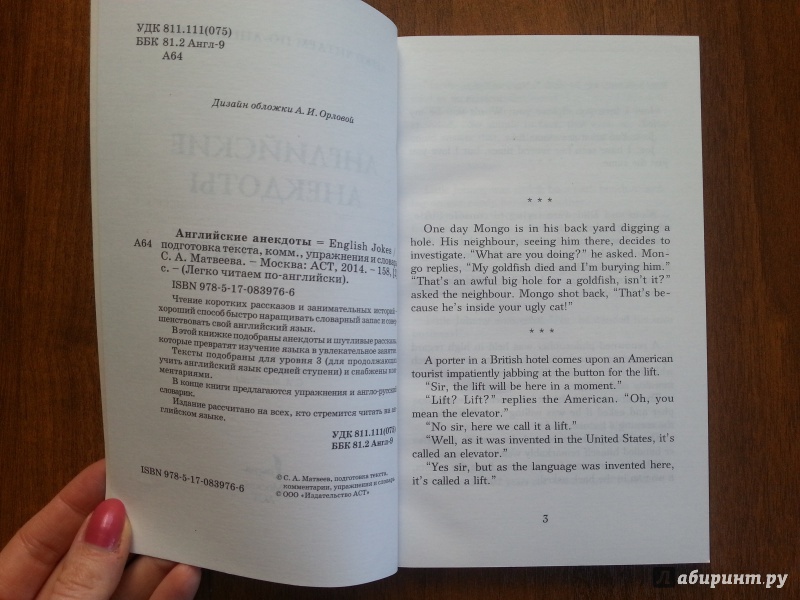 УДК 811.111(075)
ББК 81.2 Англ-9
А64
Дизайн обложки А. И. Орловой
Английские анекдоты = English Jokes /
А64 подготовка текста, комм., упражнения и словарь
С. А. Матвеева. – Москва: АСТ, 2014. – 158, [
с. – (Легко читаем по-английски).
ISBN 978-5-17-083976-6
Чтение коротких рассказов и занимательных историй
хороший способ быстро наращивать словарный запас и совер
шенствовать свой английский язык.
В этой книжке подобраны анекдоты и шутливые рассказы
которые превратят изучение языка в увлекательное занятие
Тексты подобраны для уровня 3 (для продолжающих
учить английский язык средней ступени) и снабжены ком
ментариями.
В конце книги предлагаются упражнения и англо-русский
словарик.
Издание рассчитано на всех, кто стремится читать на ан
глийском языке.
УДК 811.111(075)
ББК 81.2 Англ-9
ISBN 978-5-17-083976-6
© С. А. Матвеев, подготовка текста,
комментарии, упражнения и словарь
© ООО «Издательство АСТ»
АНГЛИЙСКИЕ
АНЕКДОТЫ
* * *
One day Mongo is in his back yard digging a
hole. His neighbour, seeing him there, decides to
investigate. “What are you doing?” he asked. Mon-
go replies, “My goldfish died and I’m burying him.”
“That’s an awful big hole for a goldfish, isn’t it?”
asked the neighbour. Mongo shot back, “That’s be-
cause he’s inside your ugly cat!”
* * *
A porter in a British hotel comes upon an American
tourist impatiently jabbing at the button for the lift.
“Sir, the lift will be here in a moment.”
“Lift? Lift?” replies the American. “Oh, you
mean the elevator.”
“No sir, here we call it a lift.”
“Well, as it was invented in the United States, it’s
called an elevator.”
“Yes sir, but as the language was invented here,
it’s called a lift.”
3
лабиринт.ру